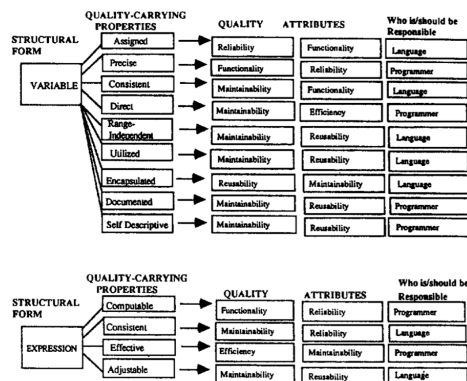 QUALITY-CARRYING PROPERTIES QUALITY ATTRIBUTES Who is/should be Responsible
STRUCTURAL FORM
VARIABLE
Assigned Reliability Functionality Language
Precise Functionality Reliability Programmer
Consistent Maintainability Functionality Language
Direct Maintainability Efficiency Programmer
Range-Independent Maintainability Reusability Language
Utilized Maintainability Reusability Language
Encapsulated Reusability Maintainability Language
Documented Maintainability Reusability Programmer
Self Descriptive Maintainability Reusability Programmer
QUALITY-CARRYING PROPERTIES QUALITY ATTRIBUTES Who is/should be Responsible
STRUCTURAL FORM
EXPRESSION
Computable Functionality Reliability Programmer
Consistent Maintainability Reliability Language
Effective Efficiency Maintainability Programmer
Adjustable Maintainability Reusability Language